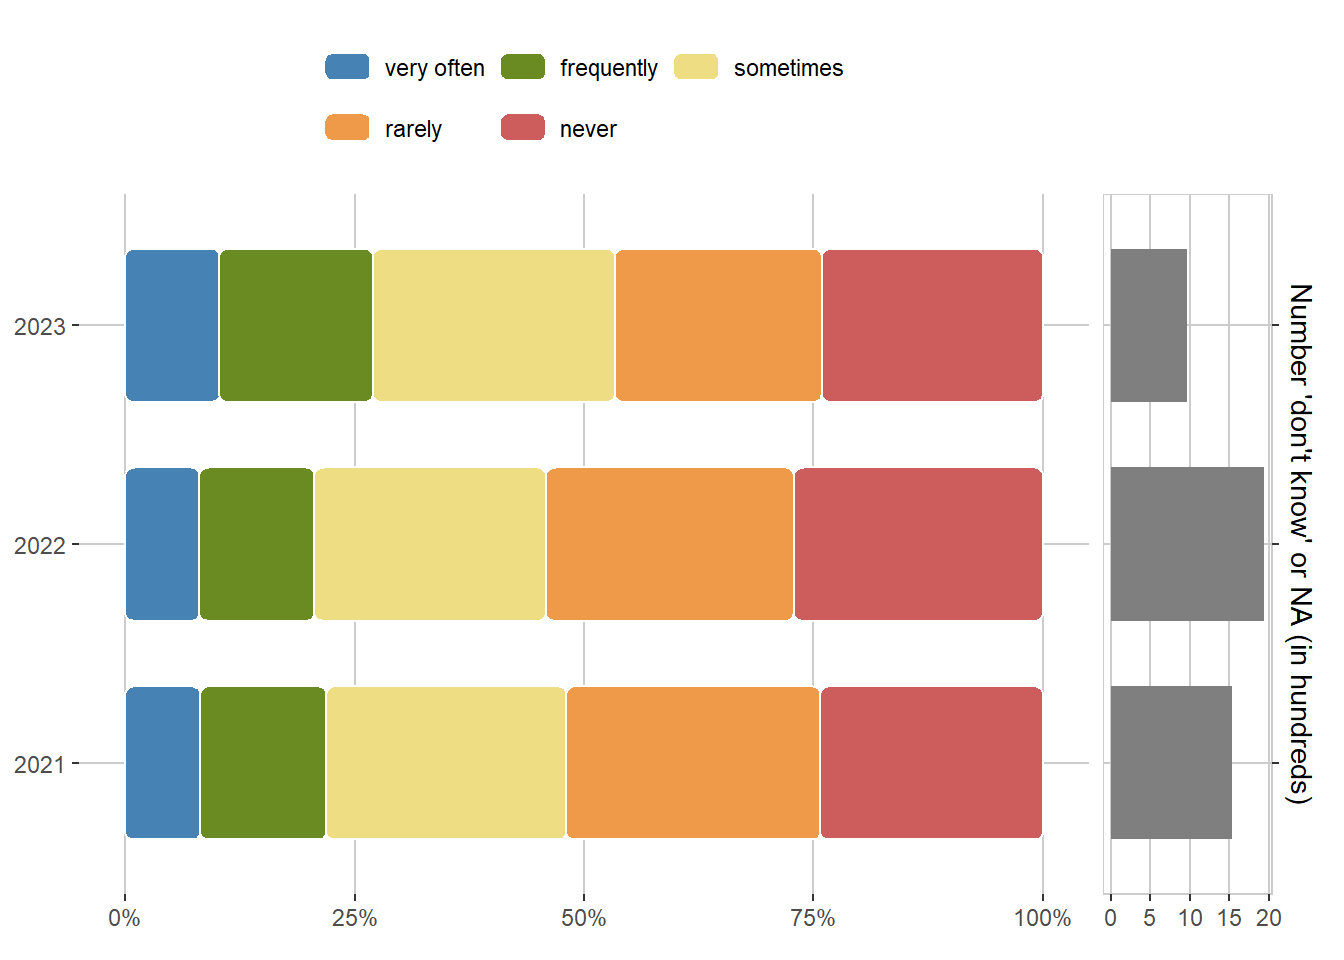 very often frequently sometimes
rarely never
2023
2022
2021
0% 25% 50% 75% 100%
0 5 10 15 20
Number 'don't know' or NA (in hundreds)